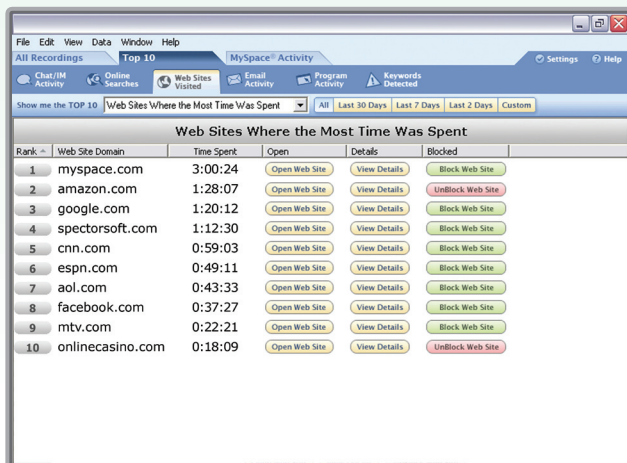 File Edit View Data Window Help
All Recordings Top 10 MySpace® Activity Settings Help
Chat/IM Activity Online Searches Web Sites Visited Email Activity Program Activity Keywords Detected
Show me the TOP 10 Web Sites Where the Most Time Was Spent All Last 30 Days Last 7 Days Last 2 Days Custom
Web Sites Where the Most Time Was Spent
Rank Web Site Domain Time Spent Open Details Blocked
1 myspace.com 3:00:24 Open Web Site View Details Block Web Site
2 amazon.com 1:28:07 Open Web Site View Details UnBlock Web Site
3 google.com 1:20:12 Open Web Site View Details Block Web Site
4 spectorsoft.com 1:12:30 Open Web Site View Details Block Web Site
5 cnn.com 0:59:03 Open Web Site View Details Block Web Site
6 espn.com 0:49:11 Open Web Site View Details Block Web Site
7 aol.com 0:43:33 Open Web Site View Details Block Web Site
8 facebook.com 0:37:27 Open Web Site View Details Block Web Site
9 mtv.com 0:22:21 Open Web Site View Details Block Web Site
10 onlinecasino.com 0:18:09 Open Web Site View Details UnBlock Web Site